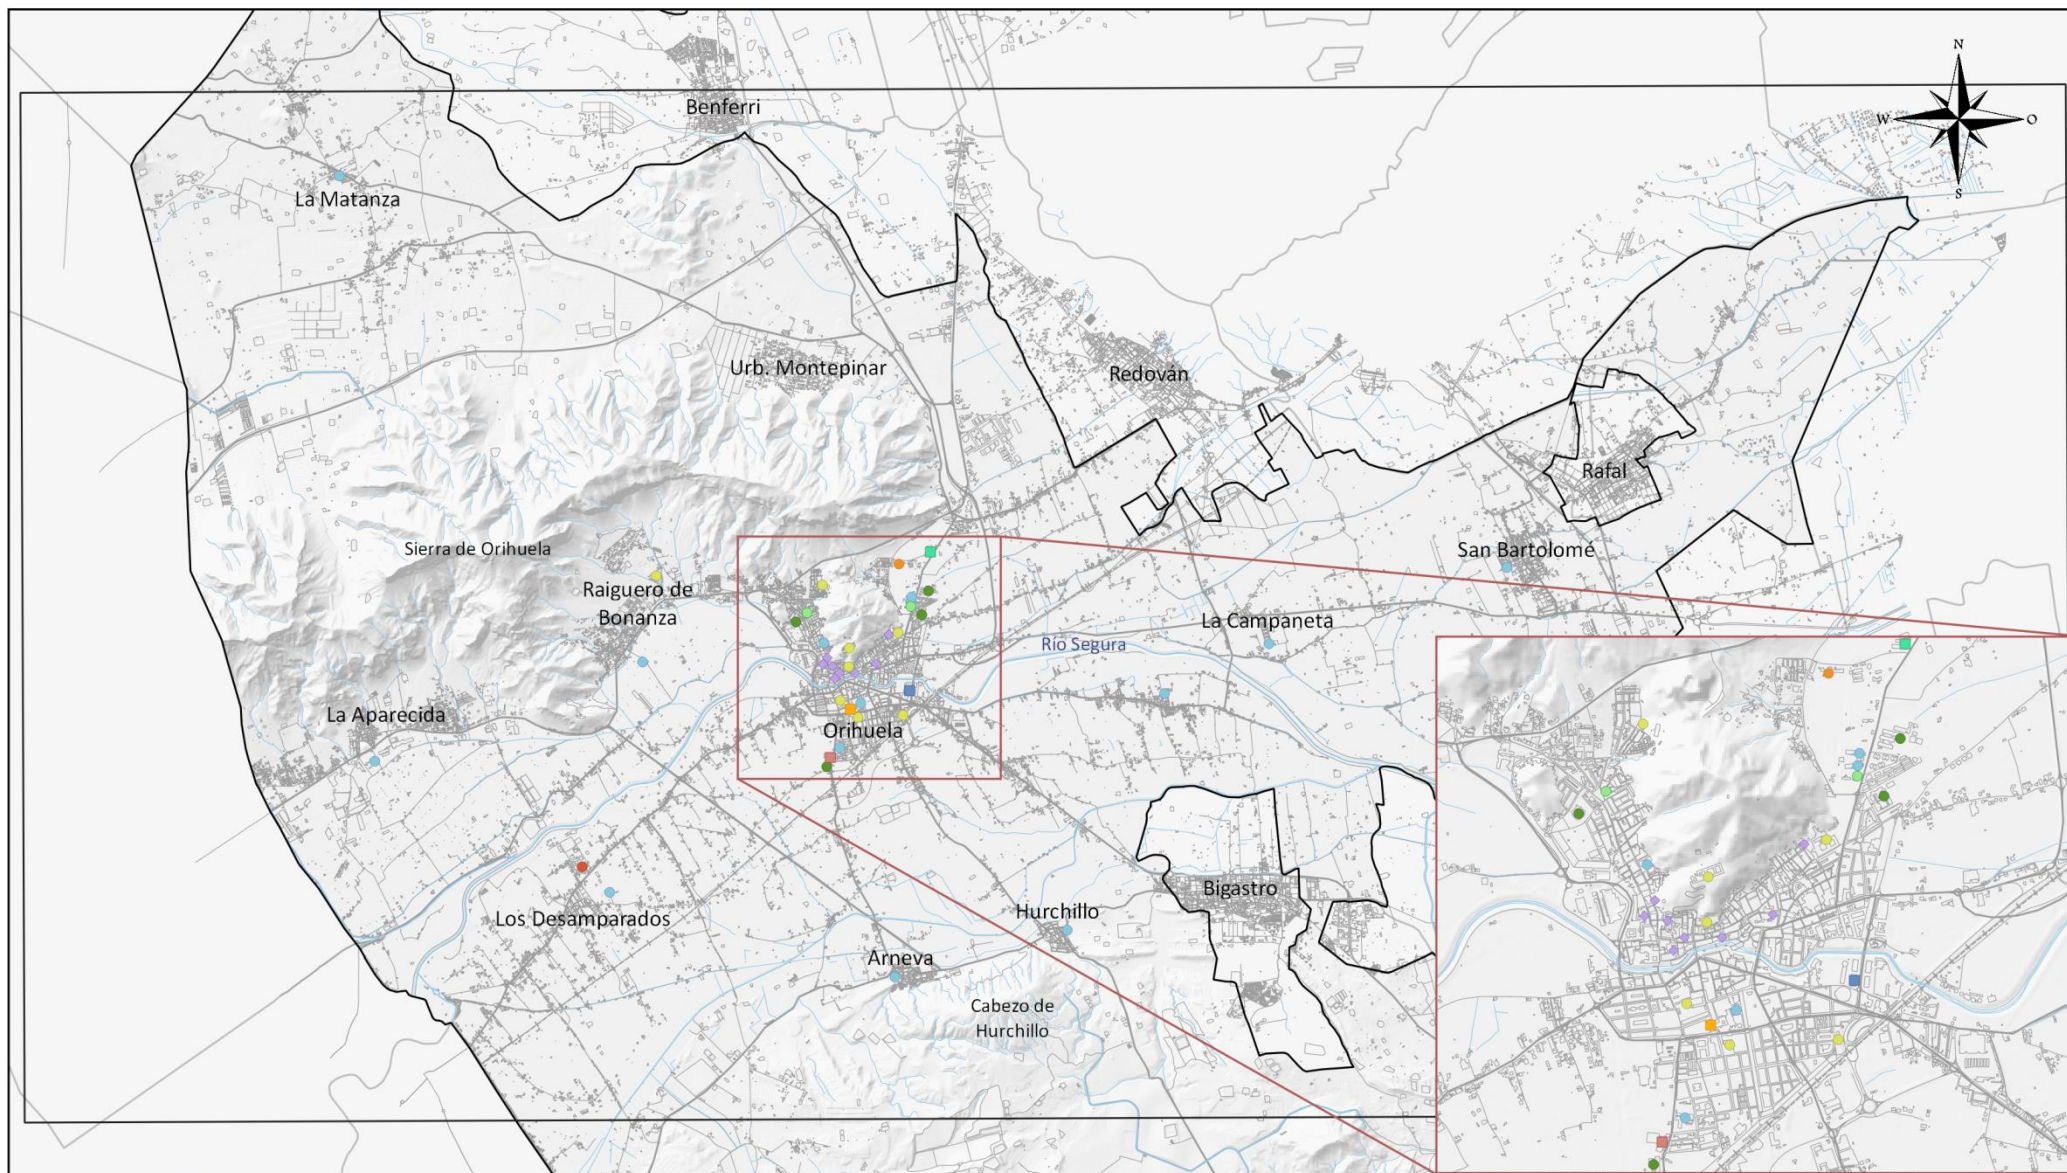 N
W
O
S
Benferri
La Matanza
Urb. Montepinar
Redován
Rafal
Sierra de Orihuela
San Bartolomé
Raiguero de
Bonanza
La Campaneta
Río Segura
La Aparecida
Orihuela
Los Desamparados
Bigastro
Hurchillo
Arneva
Cabezo de
Hurchillo